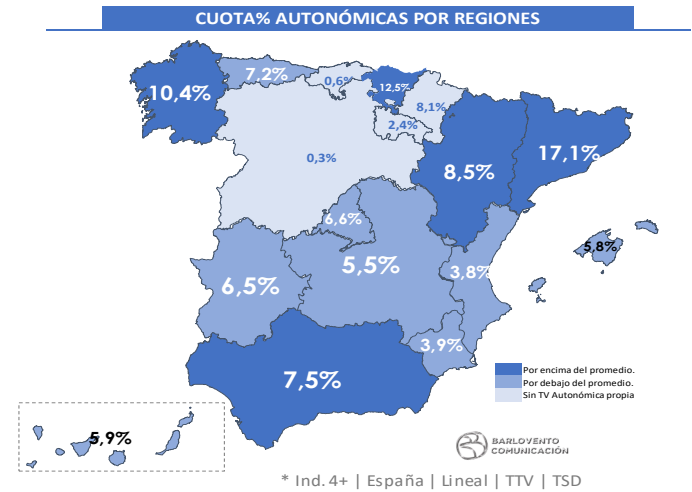 CUOTA% AUTONÓMICAS POR REGIONES
10,4%
7,2%
0,6%
12,5%
8,1%
2,4%
0,3%
8,5%
17,1%
6,6%
6,5%
5,5%
3,8%
5,8%
3,9%
7,5%
5,9%
Por encima del promedio.
Por debajo del promedio.
Sin TV Autonómica propia
BARLOVENTO
COMUNICACIÓN
* Ind. 4+ | España | Lineal | TTV | TSD